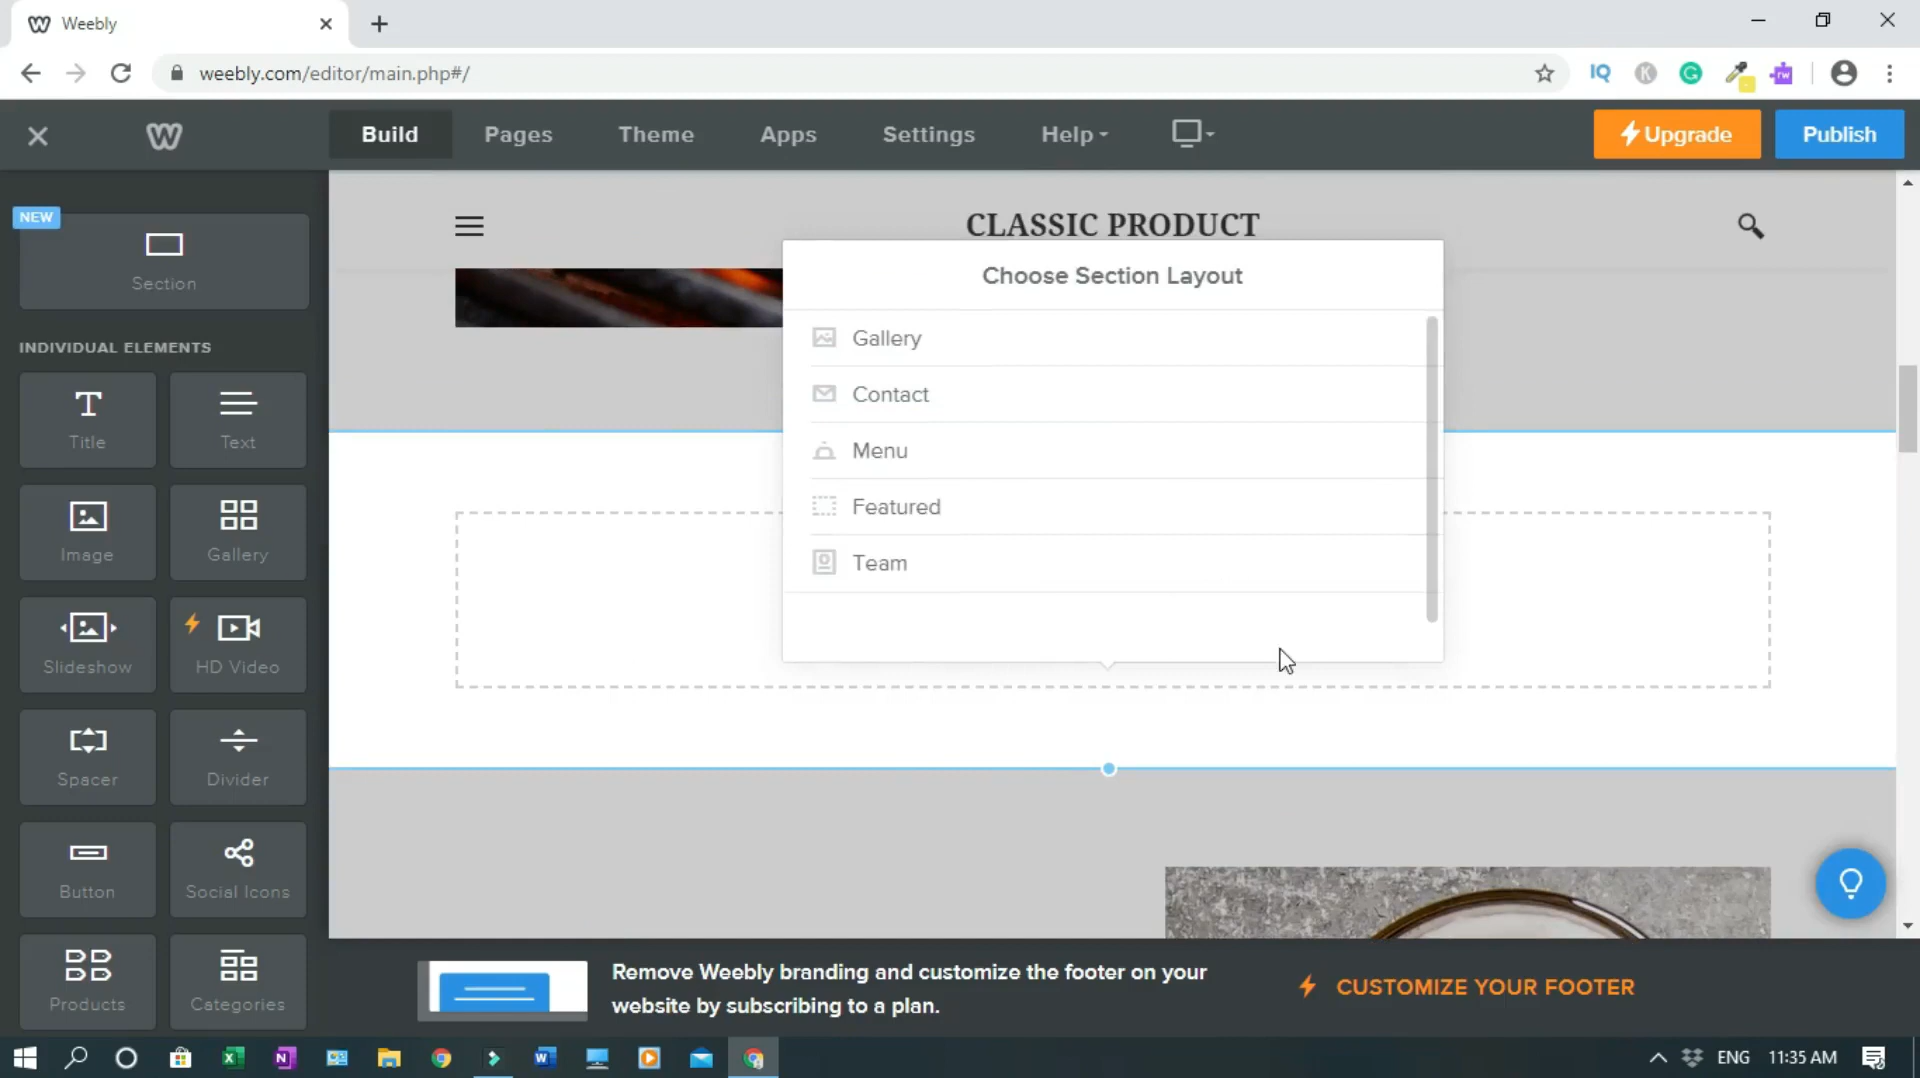 Weebly
weebly.com/editor/main.php#/
IQ
K
G
rw
Build
Pages
Theme
Apps
Settings
Help
Upgrade
Publish
NEW
Section
INDIVIDUAL ELEMENTS
Title
Text
Image
Gallery
Slideshow
HD Video
Spacer
Divider
Button
Social Icons
Products
Categories
CLASSIC PRODUCT
Choose Section Layout
Gallery
Contact
Menu
Featured
Team
Remove Weebly branding and customize the footer on your
website by subscribing to a plan.
CUSTOMIZE YOUR FOOTER
ENG
11:35 AM